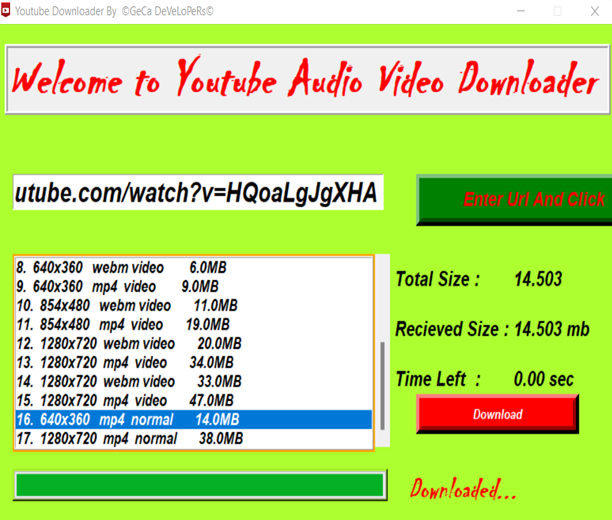 Youtube Downloader By ©GeCa DeVeLoPeRs©
Welcome to Youtube Audio Video Downloader
utube.com/watch?v=HQoaLgJgXHA
Enter Url And Click
8. 640x360 webm video 6.0MB
9. 640x360 mp4 video 9.0MB
10. 854x480 webm video 11.0MB
11. 854x480 mp4 video 19.0MB
12. 1280x720 webm video 20.0MB
13. 1280x720 mp4 video 34.0MB
14. 1280x720 webm video 33.0MB
15. 1280x720 mp4 video 47.0MB
16. 640x360 mp4 normal 14.0MB
17. 1280x720 mp4 normal 38.0MB
Total Size : 14.503
Recieved Size : 14.503 mb
Time Left : 0.00 sec
Download
Downloaded...